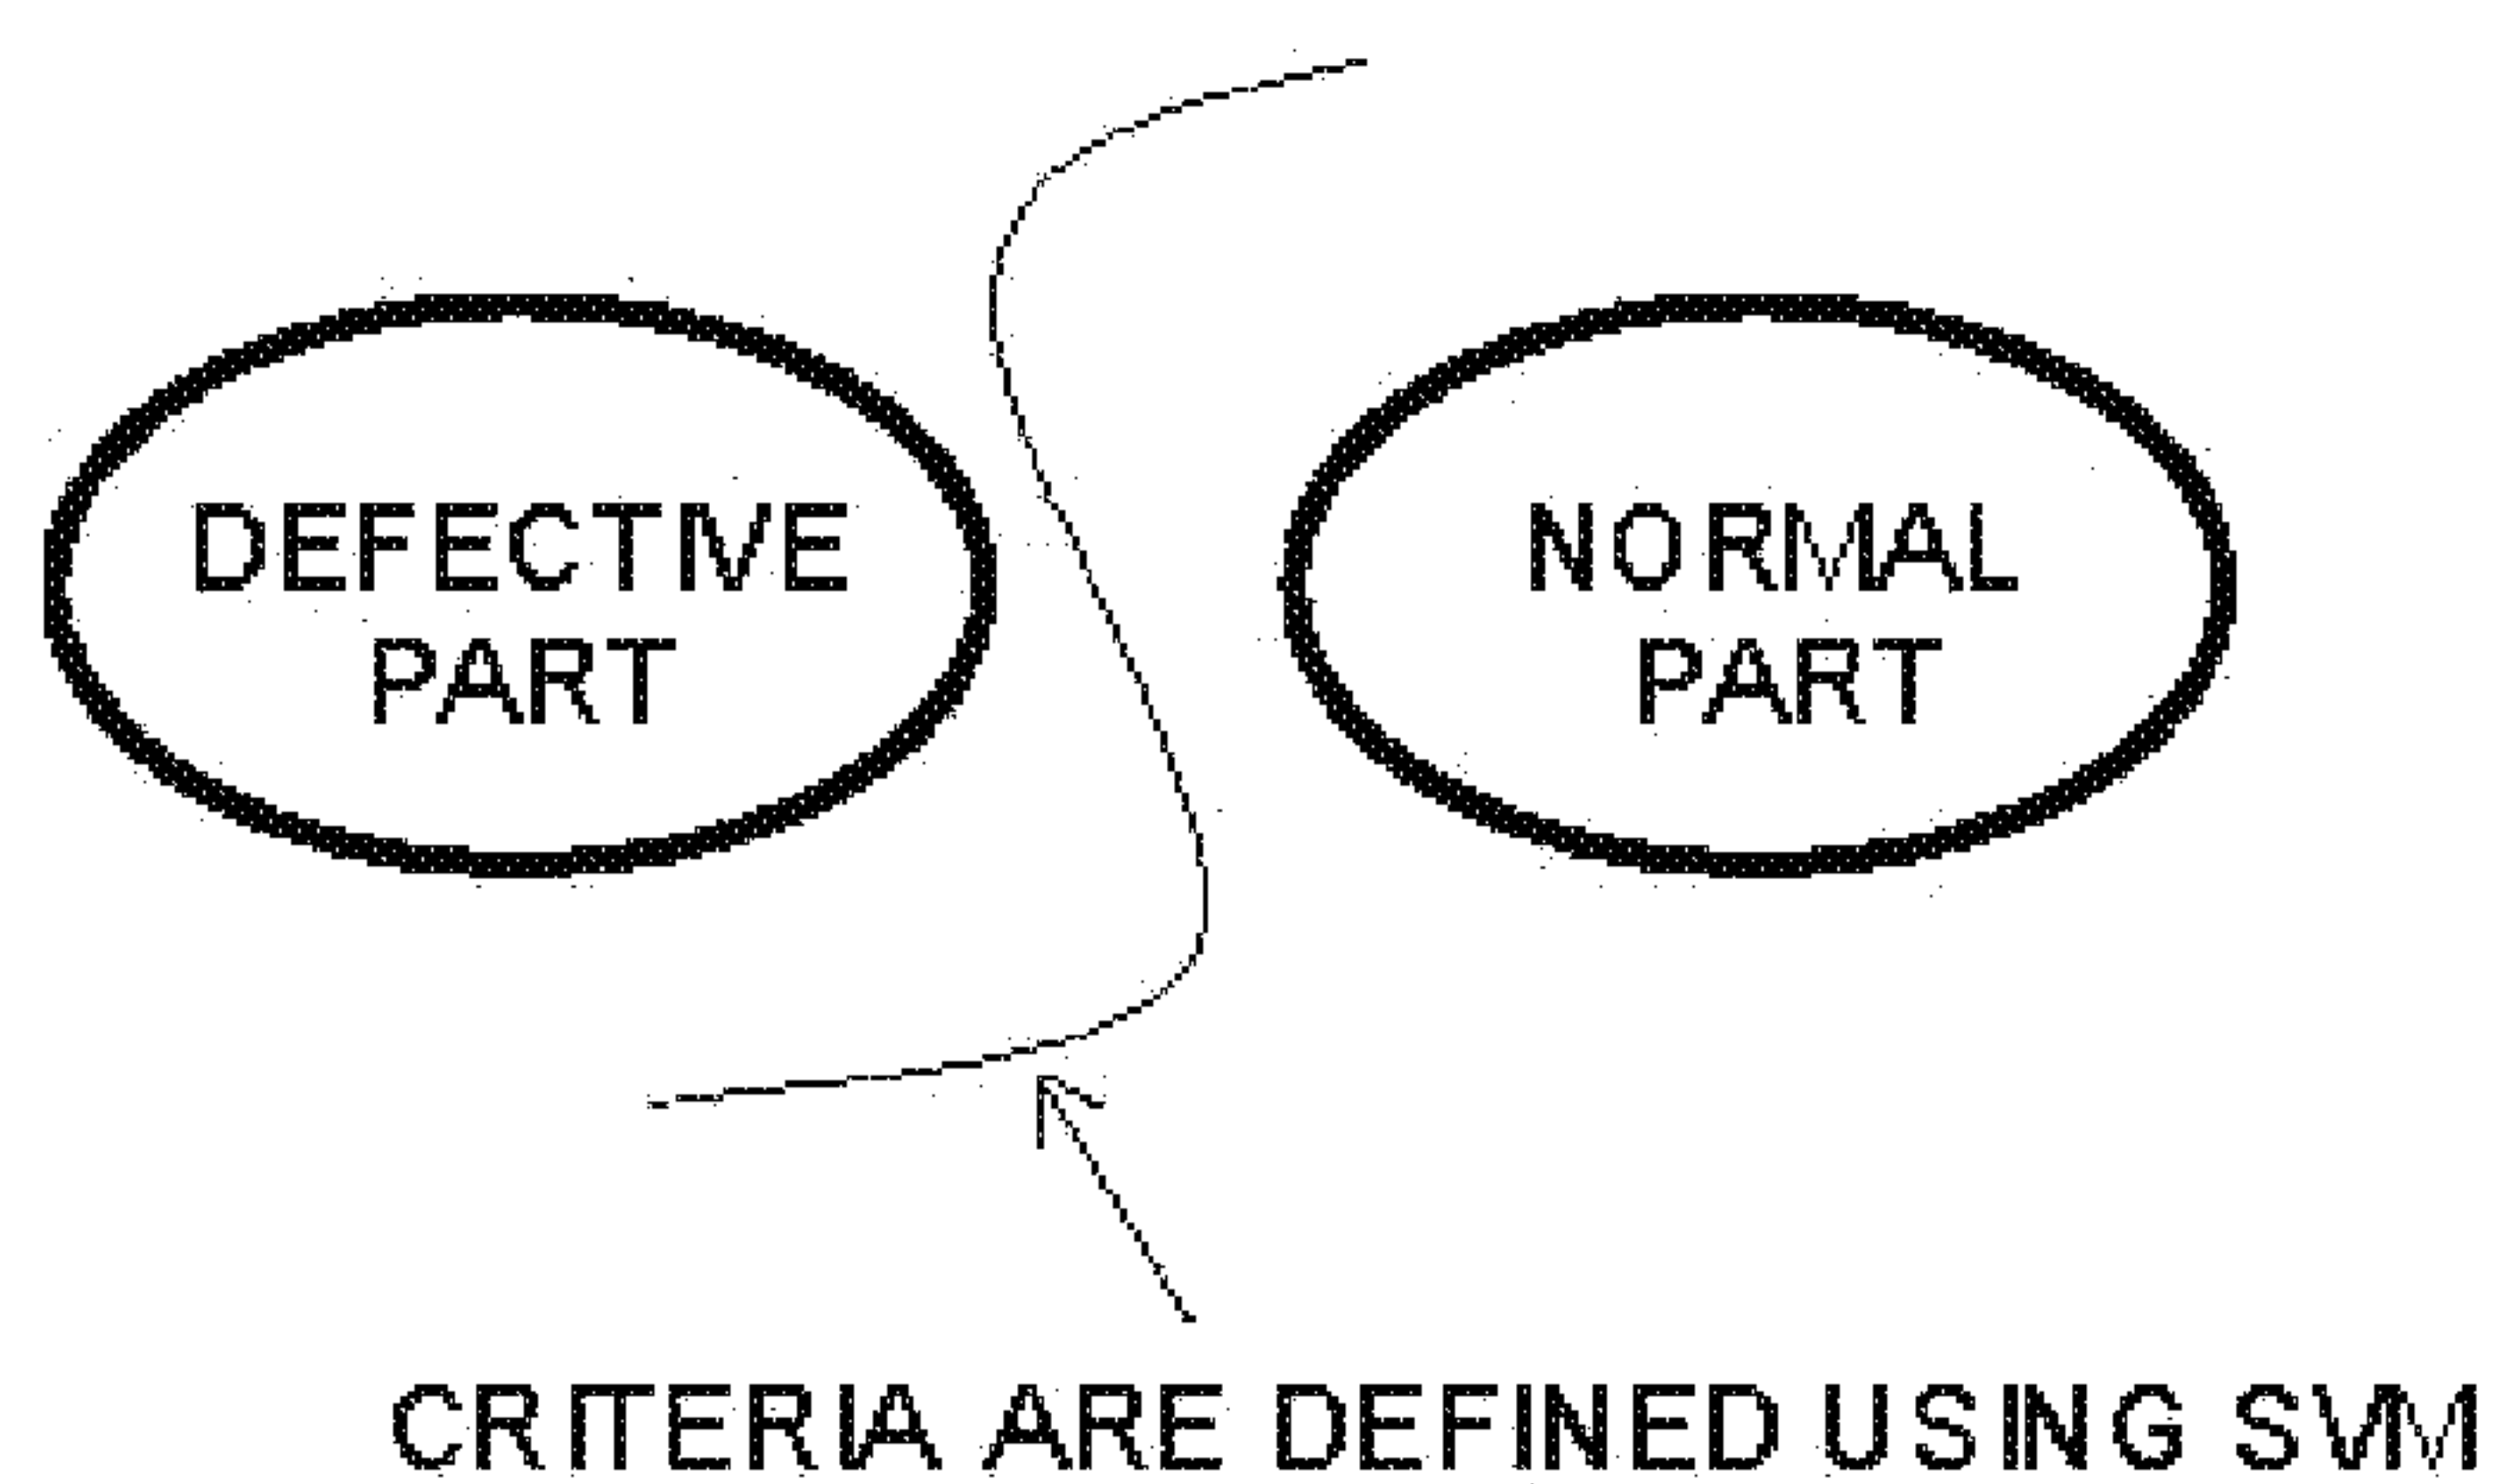 DEFECTIVE
PART
NORMAL
PART
CRITERIA ARE DEFINED USING SVM